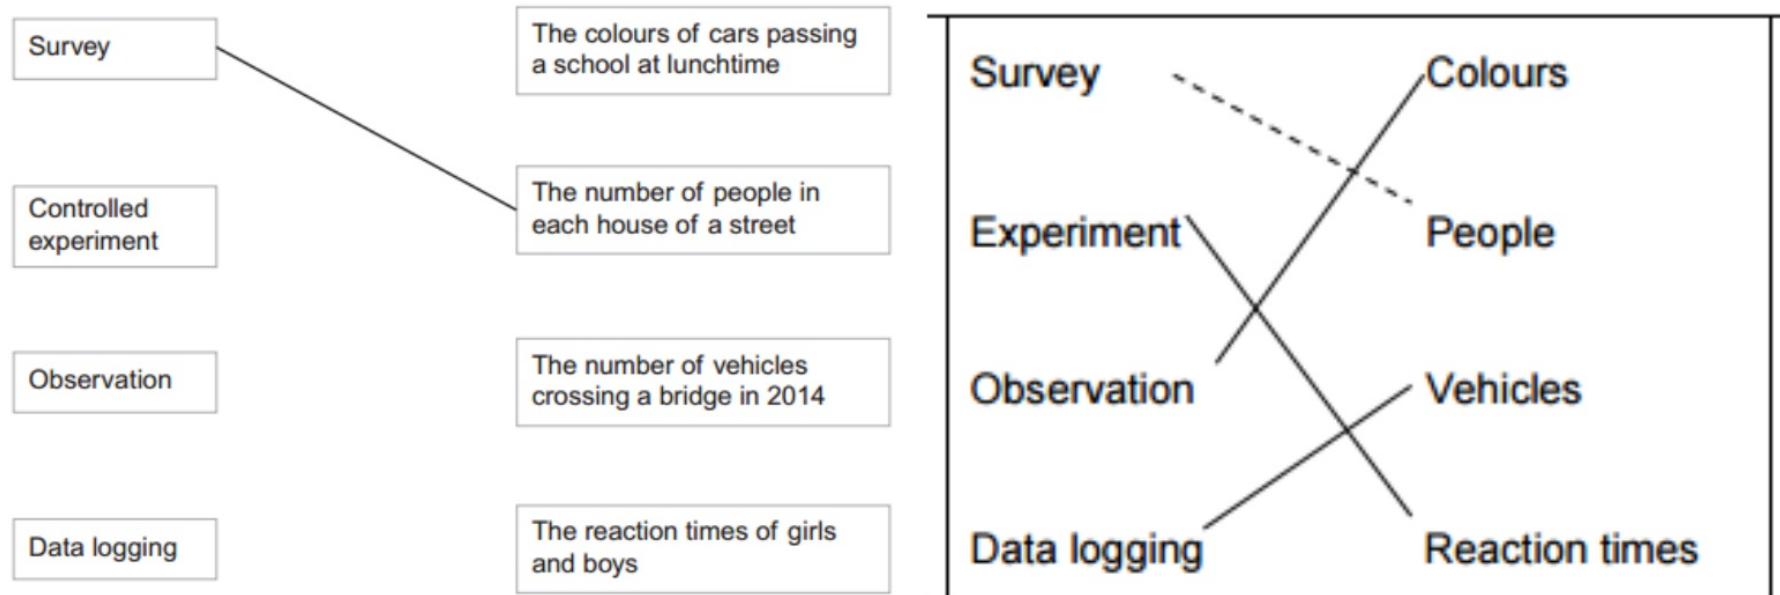 Survey
The colours of cars passing
a school at lunchtime
Controlled
experiment
The number of people in
each house of a street
Observation
The number of vehicles
crossing a bridge in 2014
Data logging
The reaction times of girls
and boys
Survey
Colours
Experiment
People
Observation
Vehicles
Data logging
Reaction times